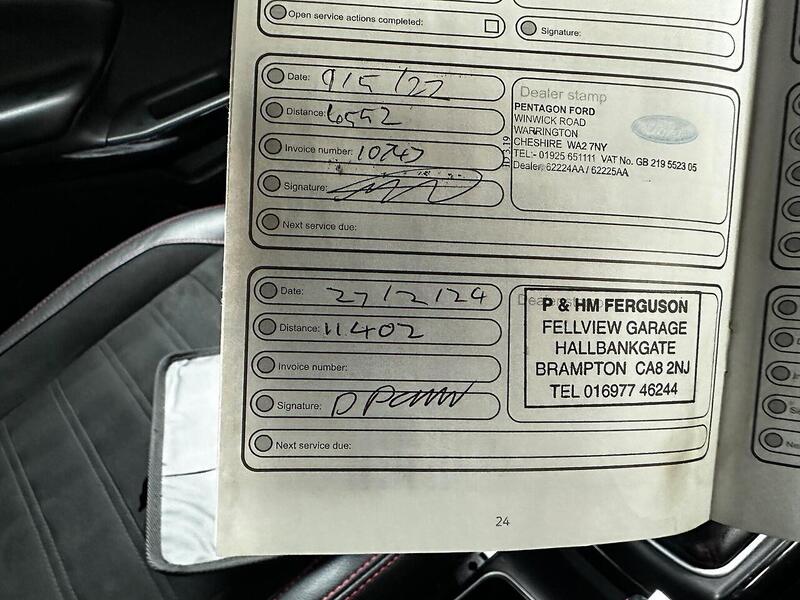 Open service actions completed:
Signature:
Date: 9/5/22
Distance: 6552
Invoice number: 10747
Signature:
Next service due:
Dealer stamp
PENTAGON FORD
WINWICK ROAD
WARRINGTON
CHESHIRE WA2 7NY
TEL:- 01925 651111 VAT No. GB 219 5523 05
Dealer. 62224AA / 62225AA
Ford
Date: 27/2/24
Distance: 11402
Invoice number:
Signature: D
Next service due:
P & HM FERGUSON
FELLVIEW GARAGE
HALLBANKGATE
BRAMPTON CA8 2NJ
TEL 016977 46244
24